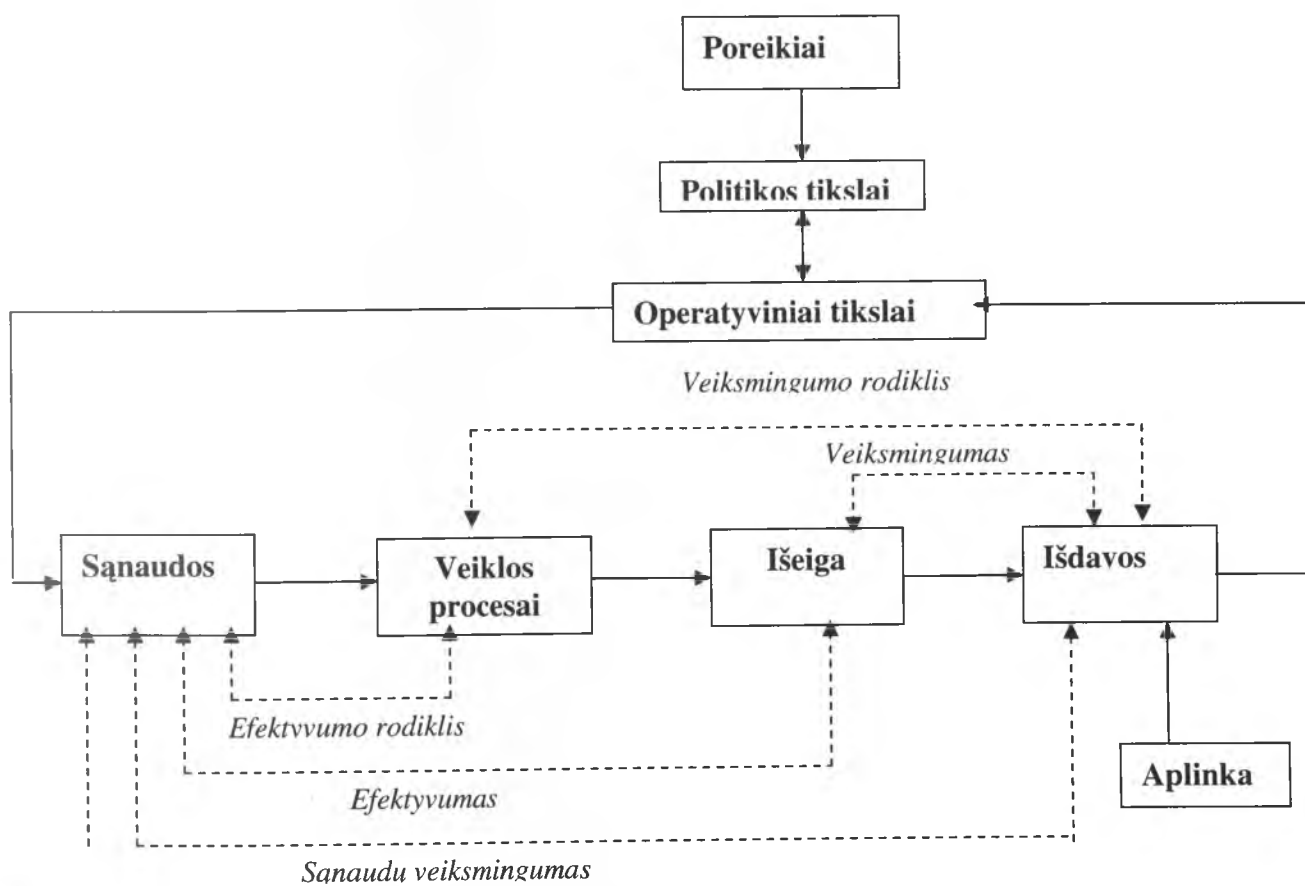 Poreikiai
Politikos tikslai
Operatyviniai tikslai
Veiksmingumo rodiklis
Veiksmingumas
Sąnaudos
Veiklos
procesai
Išeiga
Išdavos
Efektyvumo rodiklis
Efektyvumas
Aplinka
Sąnaudų veiksmingumas